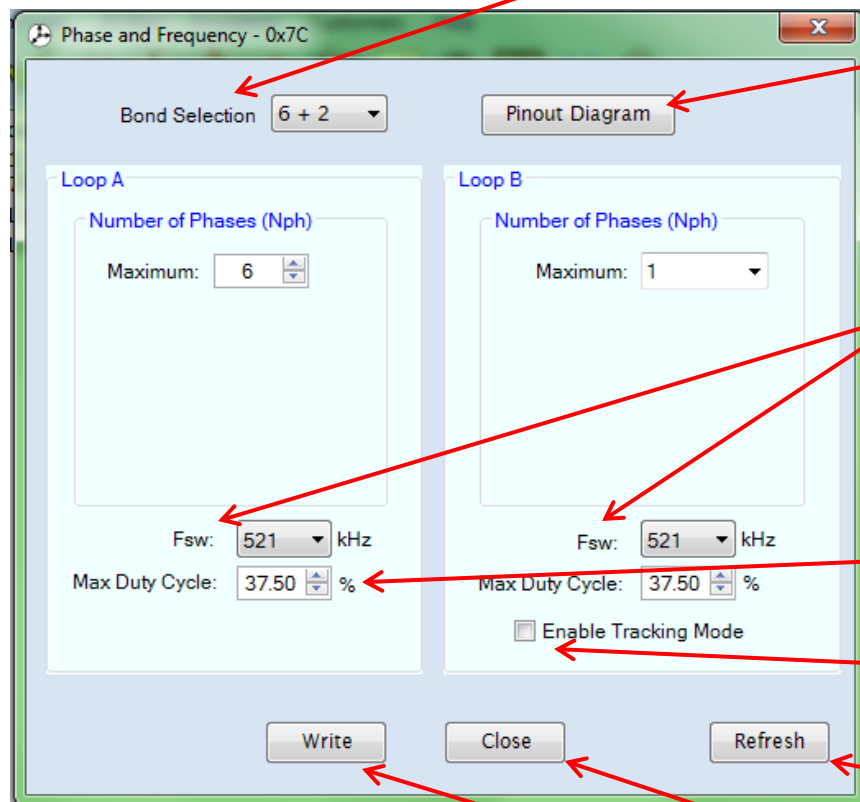 Phase and Frequency - 0x7C
Bond Selection 6 + 2
Pinout Diagram
Loop A
Number of Phases (Nph)
Maximum: 6
Fsw: 521 kHz
Max Duty Cycle: 37.50 %
Loop B
Number of Phases (Nph)
Maximum: 1
Fsw: 521 kHz
Max Duty Cycle: 37.50 %
Enable Tracking Mode
Write
Close
Refresh